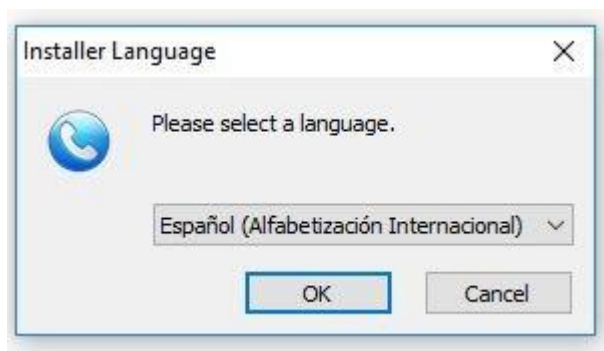 Installer Language
Please select a language.
Español (Alfabetización Internacional)
OK Cancel